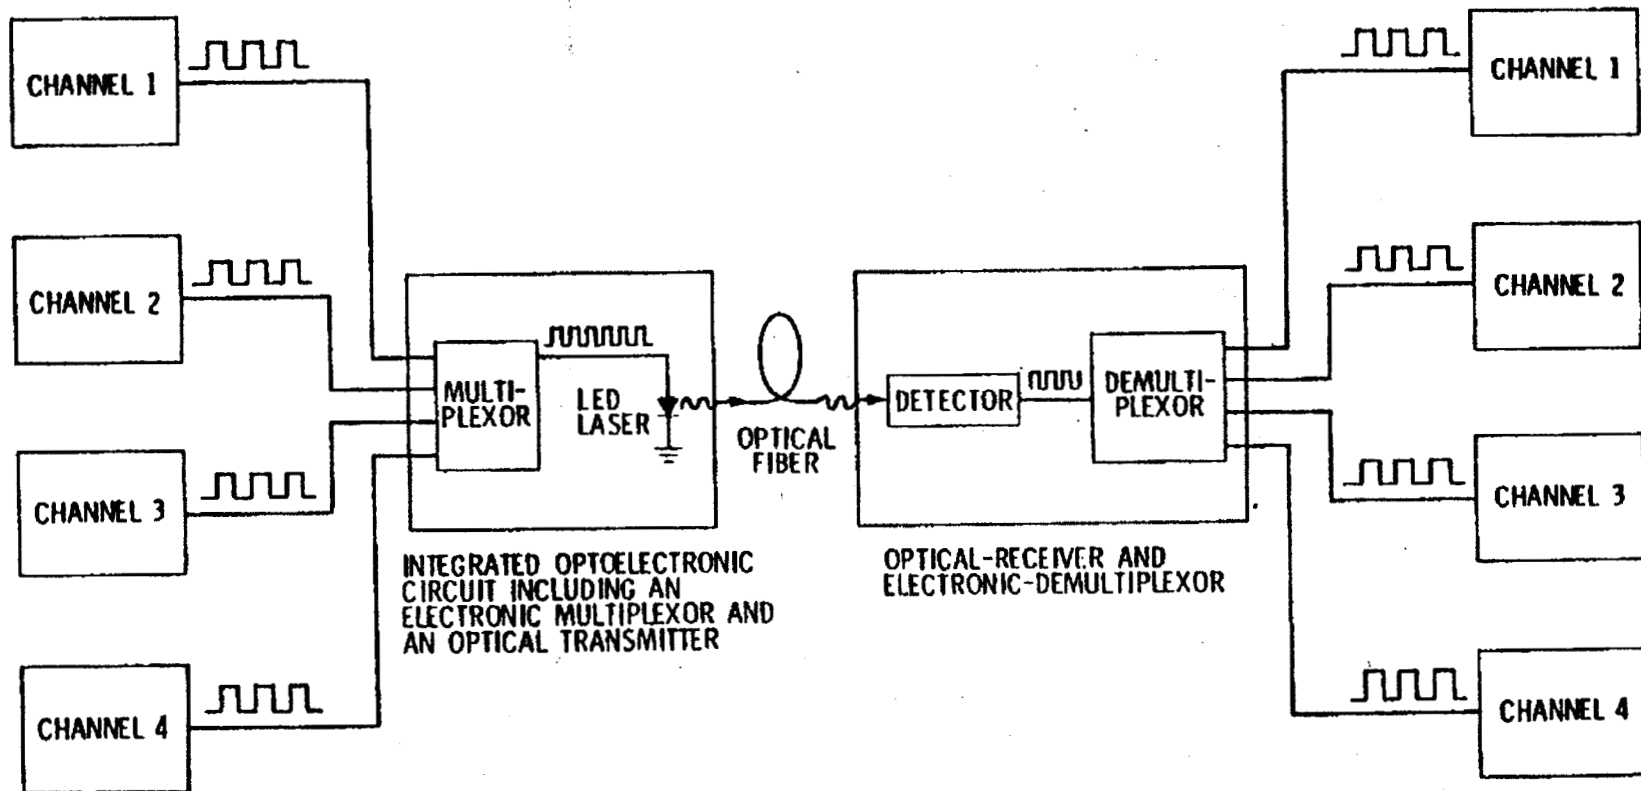 CHANNEL 1
CHANNEL 2
CHANNEL 3
CHANNEL 4
MULTI-
PLEXOR
LED
LASER
INTEGRATED OPTOELECTRONIC
CIRCUIT INCLUDING AN
ELECTRONIC MULTIPLEXOR AND
AN OPTICAL TRANSMITTER
OPTICAL
FIBER
DETECTOR
DEMULTI-
PLEXOR
OPTICAL-RECEIVER AND
ELECTRONIC-DEMULTIPLEXOR
CHANNEL 1
CHANNEL 2
CHANNEL 3
CHANNEL 4